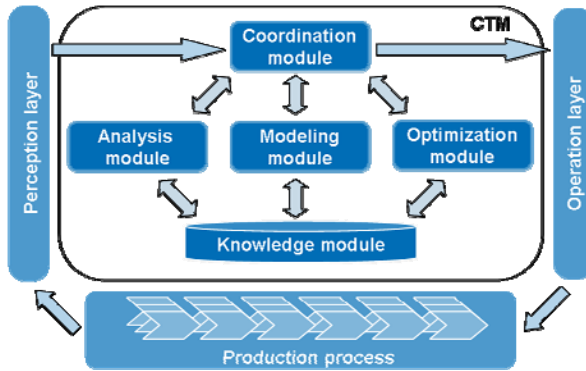 CTM
Coordination
module
Perception layer
Operation layer
Analysis
module
Modeling
module
Optimization
module
Knowledge module
Production process